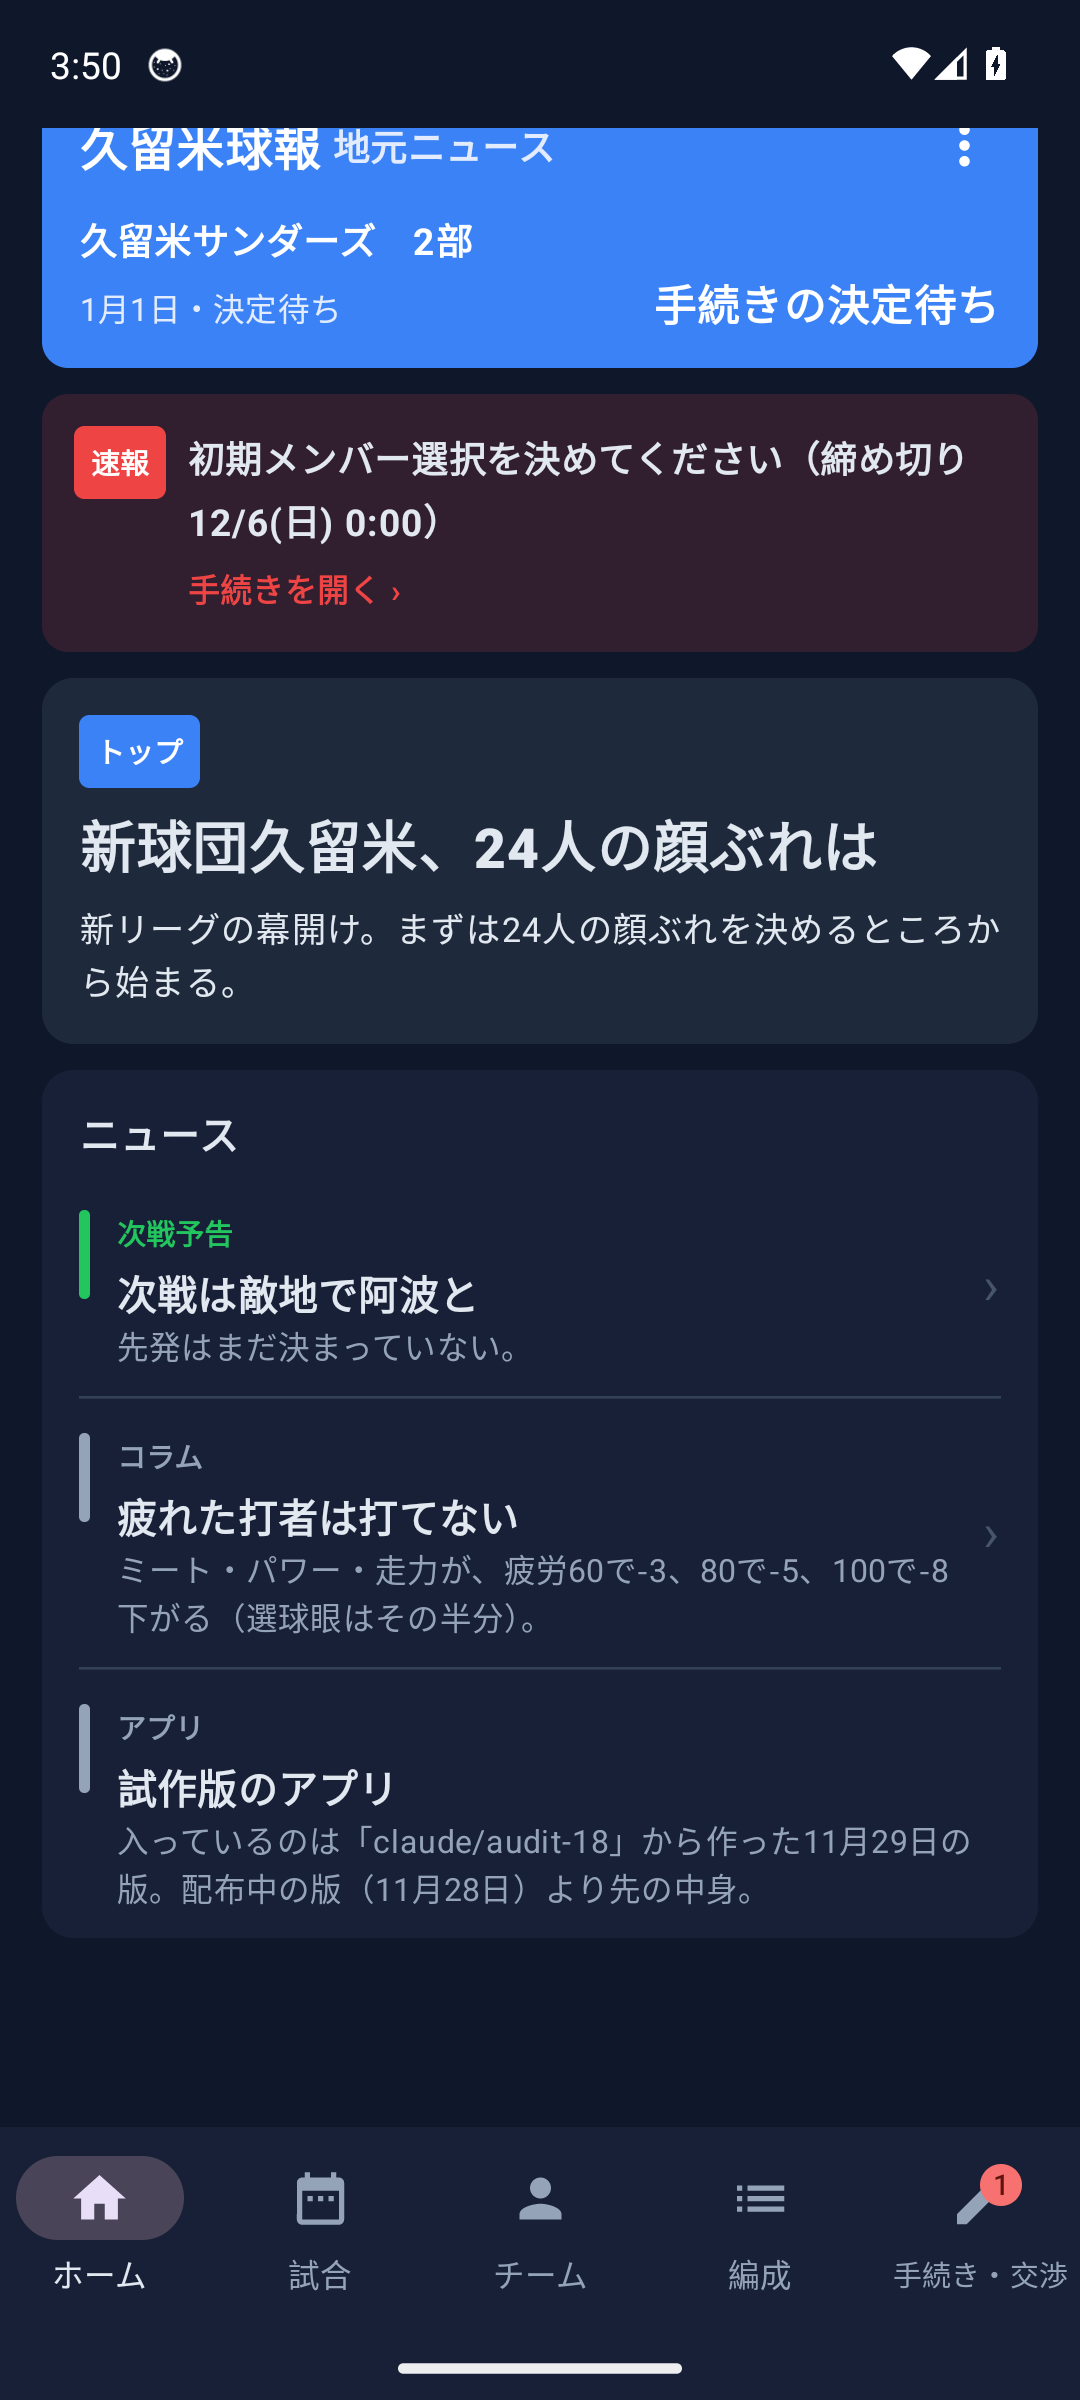 3:50
久留米球報 地元ニュース
久留米サンダーズ　2部
1月1日・決定待ち
手続きの決定待ち
速報
初期メンバー選択を決めてください（締め切り
12/6(日) 0:00）
手続きを開く ›
トップ
新球団久留米、24人の顔ぶれは
新リーグの幕開け。まずは24人の顔ぶれを決めるところか
ら始まる。
ニュース
次戦予告
次戦は敵地で阿波と
先発はまだ決まっていない。
コラム
疲れた打者は打てない
ミート・パワー・走力が、疲労60で-3、80で-5、100で-8
下がる（選球眼はその半分）。
アプリ
試作版のアプリ
入っているのは「claude/audit-18」から作った11月29日の
版。配布中の版（11月28日）より先の中身。
1
ホーム
試合
チーム
編成
手続き・交渉